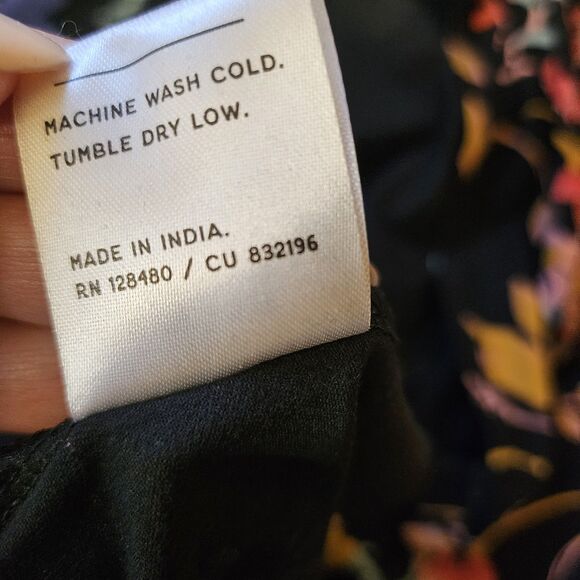 MACHINE WASH COLD.
TUMBLE DRY LOW.
MADE IN INDIA.
RN 128480 / CU 832196